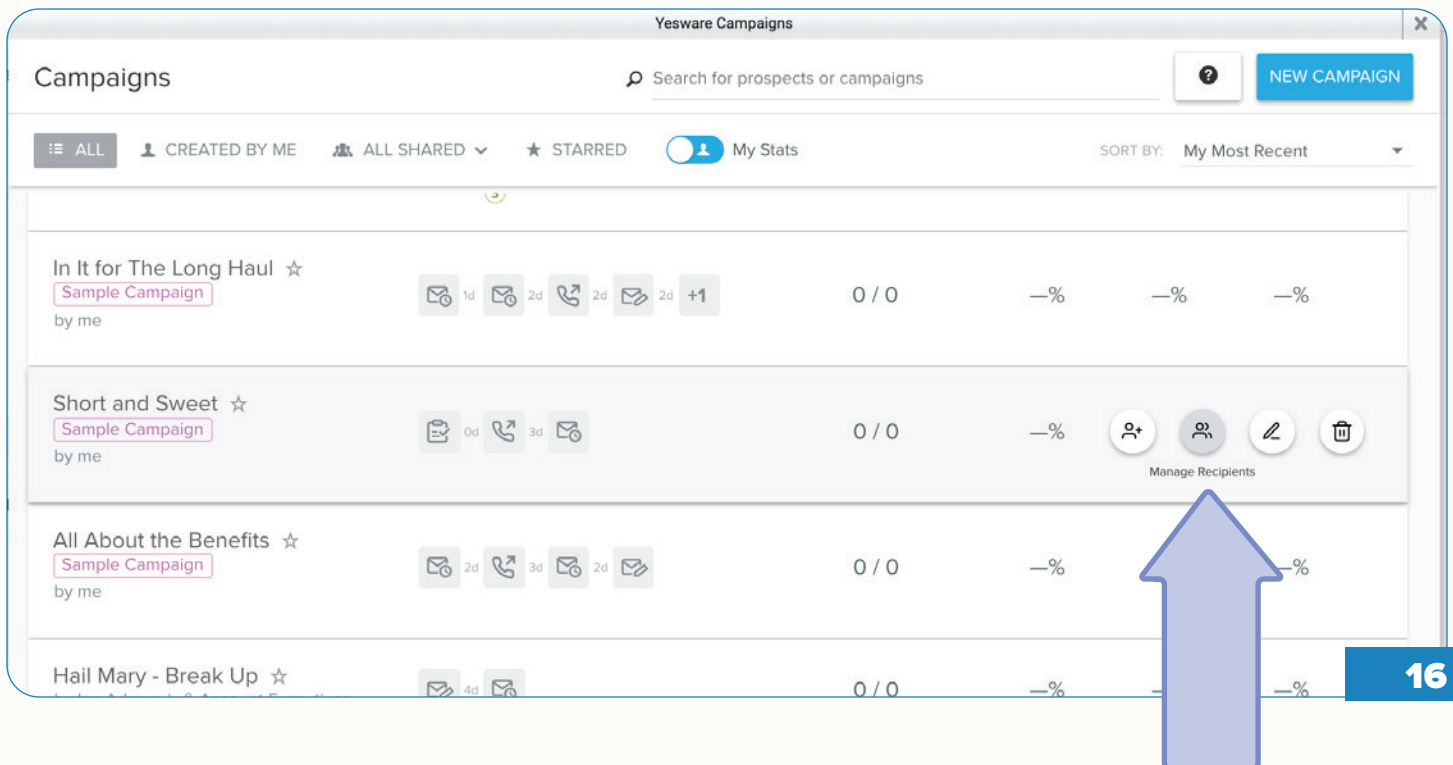 Yesware Campaigns
Campaigns
Search for prospects or campaigns
NEW CAMPAIGN
ALL
CREATED BY ME
ALL SHARED
STARRED
My Stats
SORT BY:
My Most Recent
In It for The Long Haul
Sample Campaign
by me
1d 2d 2d 2d +1
0 / 0
—% —% —%
Short and Sweet
Sample Campaign
by me
0d 3d
0 / 0
—%
Manage Recipients
All About the Benefits
Sample Campaign
by me
2d 3d 2d
0 / 0
—% —%
Hail Mary - Break Up
4d
0 / 0
—% —%
16